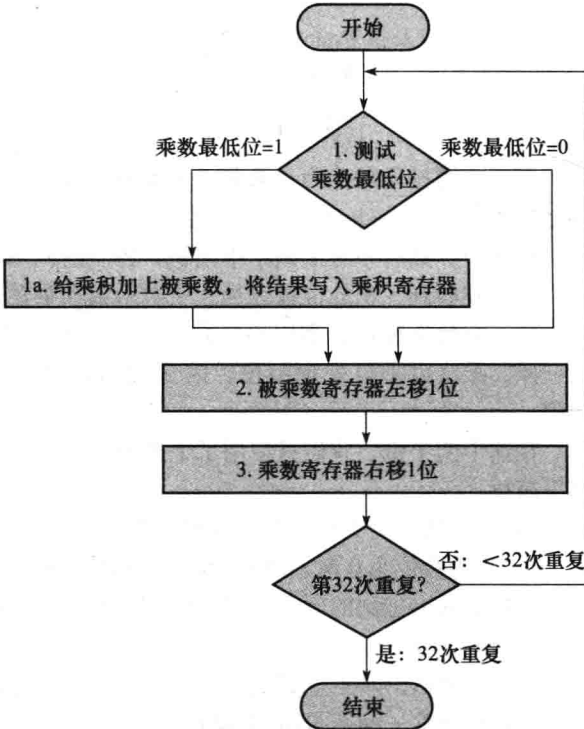 开始
乘数最低位=1
1. 测试
乘数最低位
乘数最低位=0
1a. 给乘积加上被乘数，将结果写入乘积寄存器
2. 被乘数寄存器左移1位
3. 乘数寄存器右移1位
第32次重复?
否：<32次重复
是：32次重复
结束